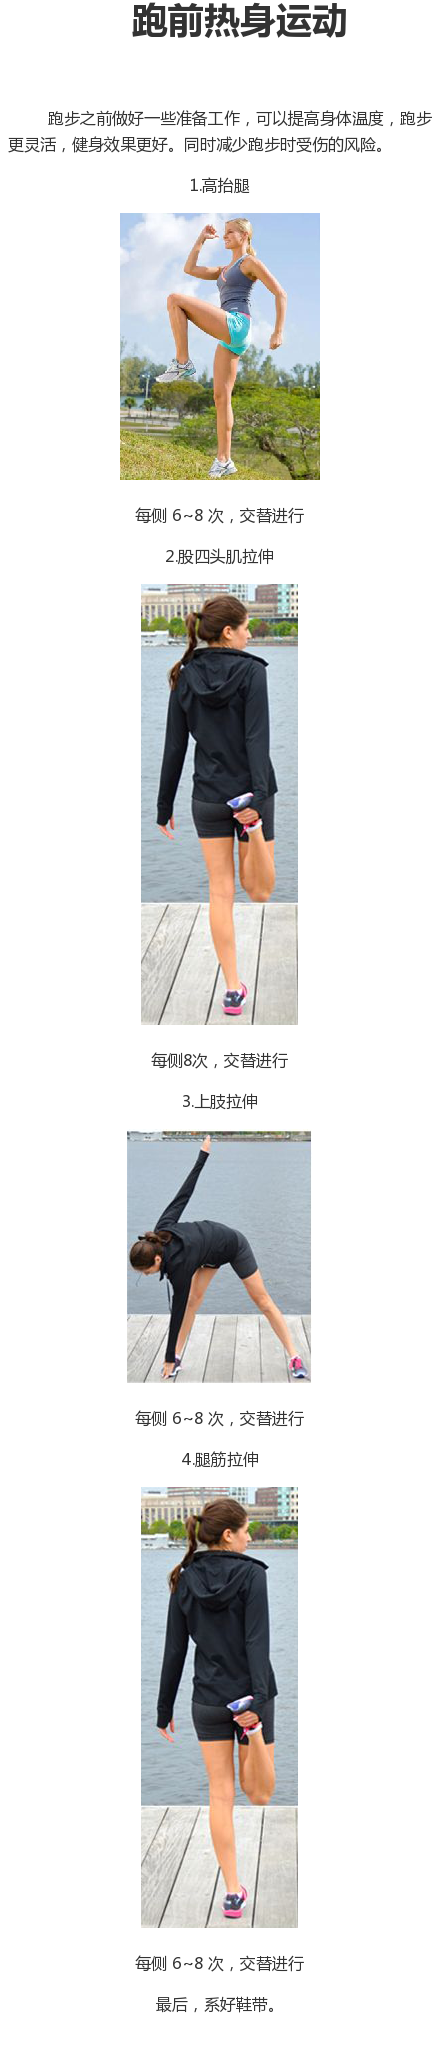 跑前热身运动
跑步之前做好一些准备工作，可以提高身体温度，跑步
更灵活，健身效果更好。同时减少跑步时受伤的风险。
1.高抬腿
每侧 6~8 次，交替进行
2.股四头肌拉伸
每侧8次，交替进行
3.上肢拉伸
每侧 6~8 次，交替进行
4.腿筋拉伸
每侧 6~8 次，交替进行
最后，系好鞋带。